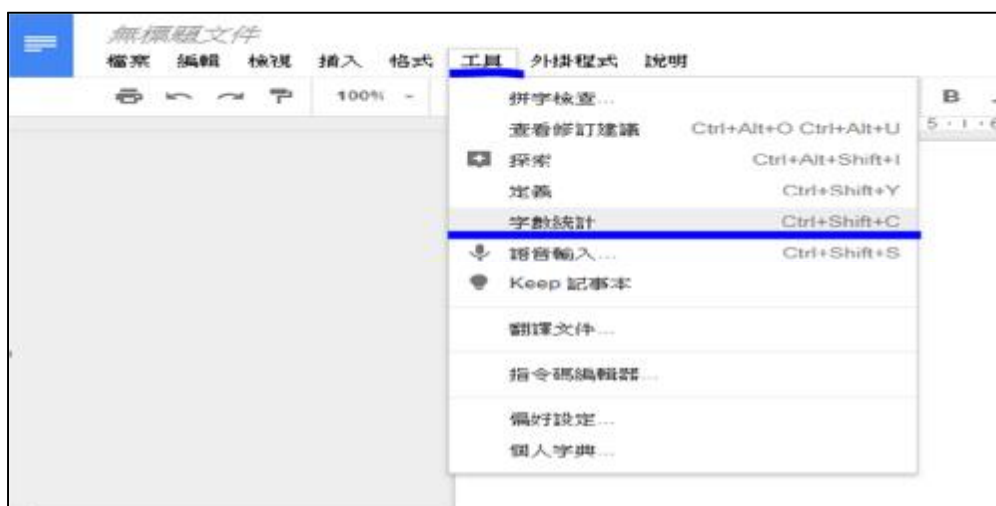 無標題文件
檔案 編輯 檢視 插入 格式 工具 外掛程式 說明
100% B
5 1 6
拼字檢查...
查看修訂建議 Ctrl+Alt+O Ctrl+Alt+U
探索 Ctrl+Alt+Shift+I
定義 Ctrl+Shift+Y
字數統計 Ctrl+Shift+C
語音輸入... Ctrl+Shift+S
Keep 記事本
翻譯文件...
指令碼編輯器...
偏好設定...
個人字典...